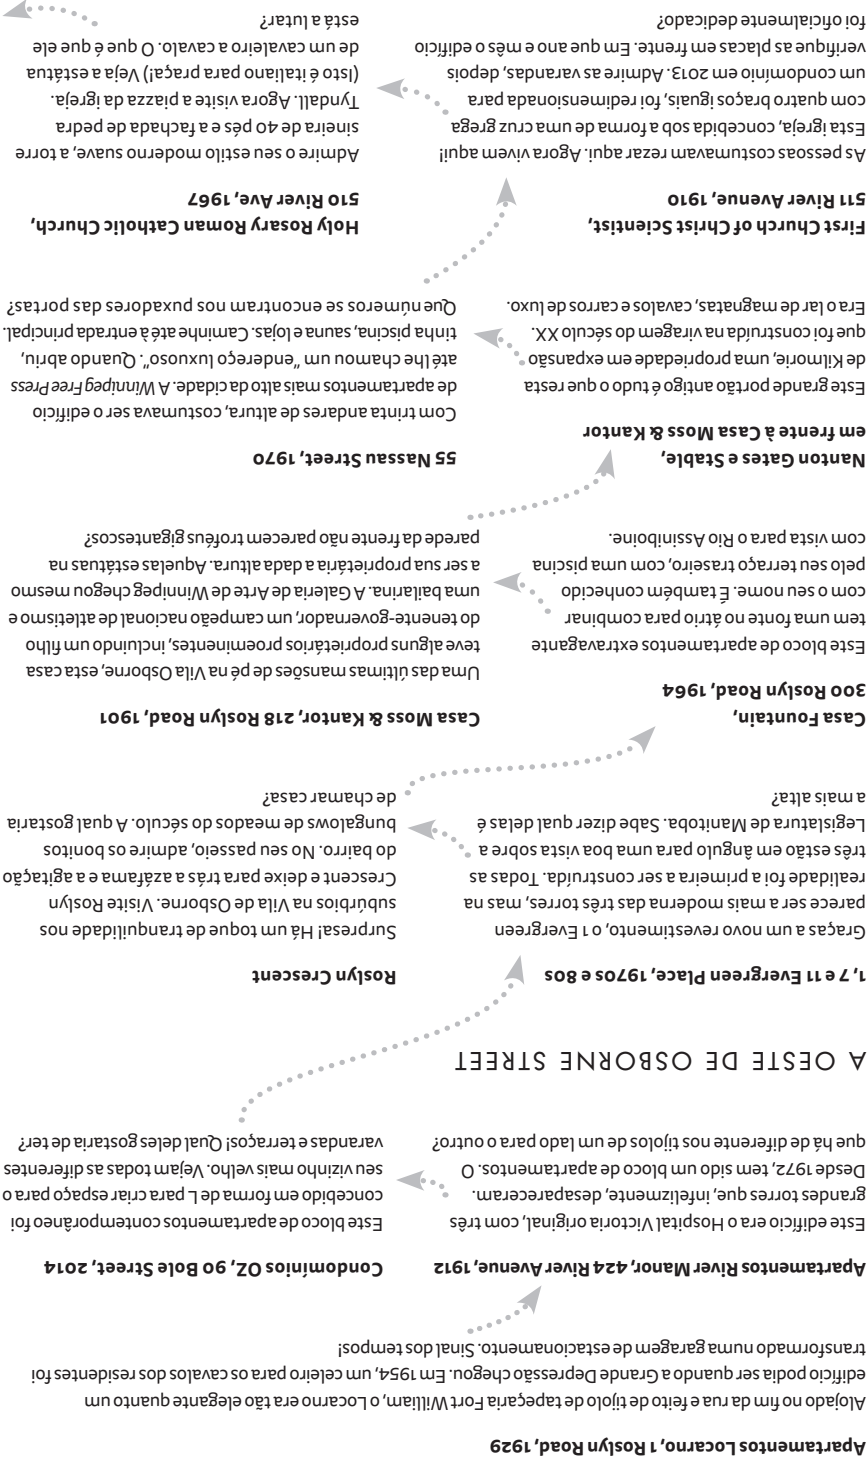 Apartamentos Locarno, 1 Roslyn Road, 1929
Alojado no fim da rua e feito de tijolo de tapeçaria Fort William, o Locarno era tão elegante quanto um
edifício podia ser quando a Grande Depressão chegou. Em 1954, um celeiro para os cavalos dos residentes foi
transformado numa garagem de estacionamento. Sinal dos tempos!
Apartamentos River Manor, 424 River Avenue, 1912
Este edifício era o Hospital Victoria original, com três
grandes torres que, infelizmente, desapareceram.
Desde 1972, tem sido um bloco de apartamentos. O
que há de diferente nos tijolos de um lado para o outro?
Condomínios OZ, 90 Bole Street, 2014
Este bloco de apartamentos contemporâneo foi
concebido em forma de L para criar espaço para o
seu vizinho mais velho. Vejam todas as diferentes
varandas e terraços! Qual deles gostaria de ter?
A OESTE DE OSBORNE STREET
1, 7 e 11 Evergreen Place, 1970s e 80s
Graças a um novo revestimento, o 1 Evergreen
parece ser a mais moderna das três torres, mas na
realidade foi a primeira a ser construída. Todas as
três estão em ângulo para uma boa vista sobre a
Legislatura de Manitoba. Sabe dizer qual delas é
a mais alta?
Roslyn Crescent
Surpresa! Há um toque de tranquilidade nos
subúrbios na Vila de Osborne. Visite Roslyn
Crescent e deixe para trás a azáfama e a agitação
do bairro. No seu passeio, admire os bonitos
bungalows de meados do século. A qual gostaria
de chamar casa?
Casa Fountain,
300 Roslyn Road, 1964
Este bloco de apartamentos extravagante
tem uma fonte no átrio para combinar
com o seu nome. É também conhecido
pelo seu terraço traseiro, com uma piscina
com vista para o Rio Assiniboine.
Casa Moss & Kantor, 218 Roslyn Road, 1901
Uma das últimas mansões de pé na Vila Osborne, esta casa
teve alguns proprietários proeminentes, incluindo um filho
do tenente-governador, um campeão nacional de atletismo e
uma bailarina. A Galeria de Arte de Winnipeg chegou mesmo
a ser sua proprietária a dada altura. Aquelas estátuas na
parede da frente não parecem troféus gigantescos?
Nanton Gates e Stable,
em frente à Casa Moss & Kantor
Este grande portão antigo é tudo o que resta
de Kilmorie, uma propriedade em expansão
que foi construída na viragem do século XX.
Era o lar de magnatas, cavalos e carros de luxo.
55 Nassau Street, 1970
Com trinta andares de altura, costumava ser o edifício
de apartamentos mais alto da cidade. A Winnipeg Free Press
até lhe chamou um "endereço luxuoso". Quando abriu,
tinha piscina, sauna e lojas. Caminhe até à entrada principal.
Que números se encontram nos puxadores das portas?
First Church of Christ Scientist,
511 River Avenue, 1910
As pessoas costumavam rezar aqui. Agora vivem aqui!
Esta igreja, concebida sob a forma de uma cruz grega
com quatro braços iguais, foi redimensionada para
um condomínio em 2013. Admire as varandas, depois
verifique as placas em frente. Em que ano e mês o edifício
foi oficialmente dedicado?
Holy Rosary Roman Catholic Church,
510 River Ave, 1967
Admire o seu estilo moderno suave, a torre
sineira de 40 pés e a fachada de pedra
Tyndall. Agora visite a piazza da igreja.
(Isto é italiano para praça!) Veja a estátua
de um cavaleiro a cavalo. O que é que ele
está a lutar?